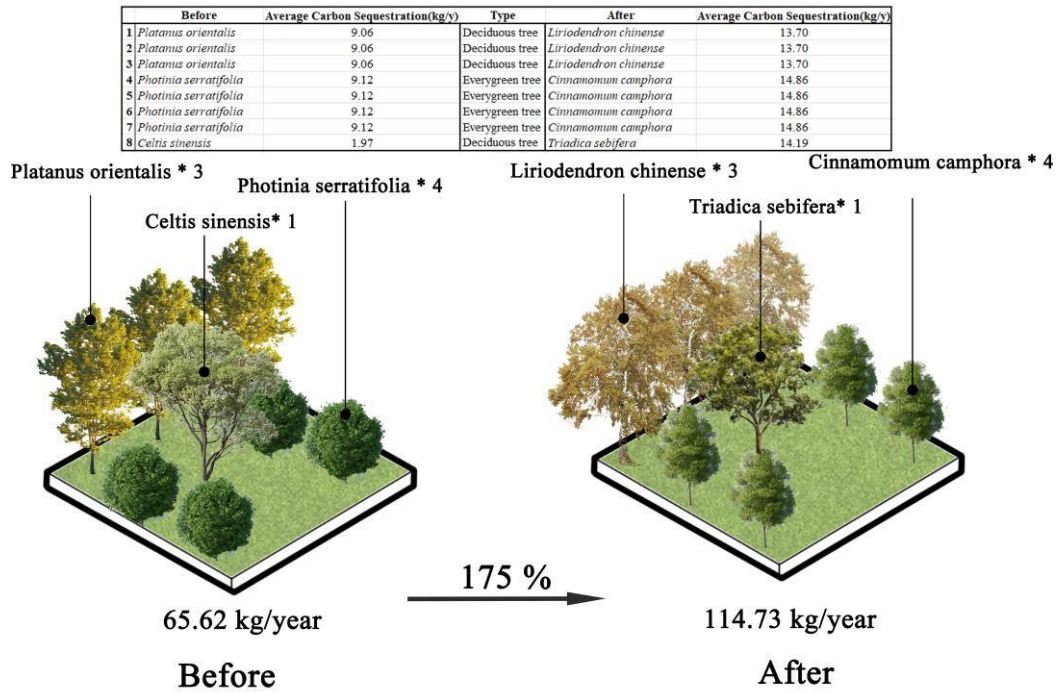 Before Average Carbon Sequestration(kg/y) Type After Average Carbon Sequestration(kg/y)
1 Platanus orientalis 9.06 Deciduous tree Liriodendron chinense 13.70
2 Platanus orientalis 9.06 Deciduous tree Liriodendron chinense 13.70
3 Platanus orientalis 9.06 Deciduous tree Liriodendron chinense 13.70
4 Photinia serratifolia 9.12 Everygreen tree Cinnamomum camphora 14.86
5 Photinia serratifolia 9.12 Everygreen tree Cinnamomum camphora 14.86
6 Photinia serratifolia 9.12 Everygreen tree Cinnamomum camphora 14.86
7 Photinia serratifolia 9.12 Everygreen tree Cinnamomum camphora 14.86
8 Celtis sinensis 1.97 Deciduous tree Triadica sebifera 14.19
Platanus orientalis * 3
Photinia serratifolia * 4
Celtis sinensis* 1
Liriodendron chinense * 3
Cinnamomum camphora * 4
Triadica sebifera* 1
175 %
65.62 kg/year
114.73 kg/year
Before
After